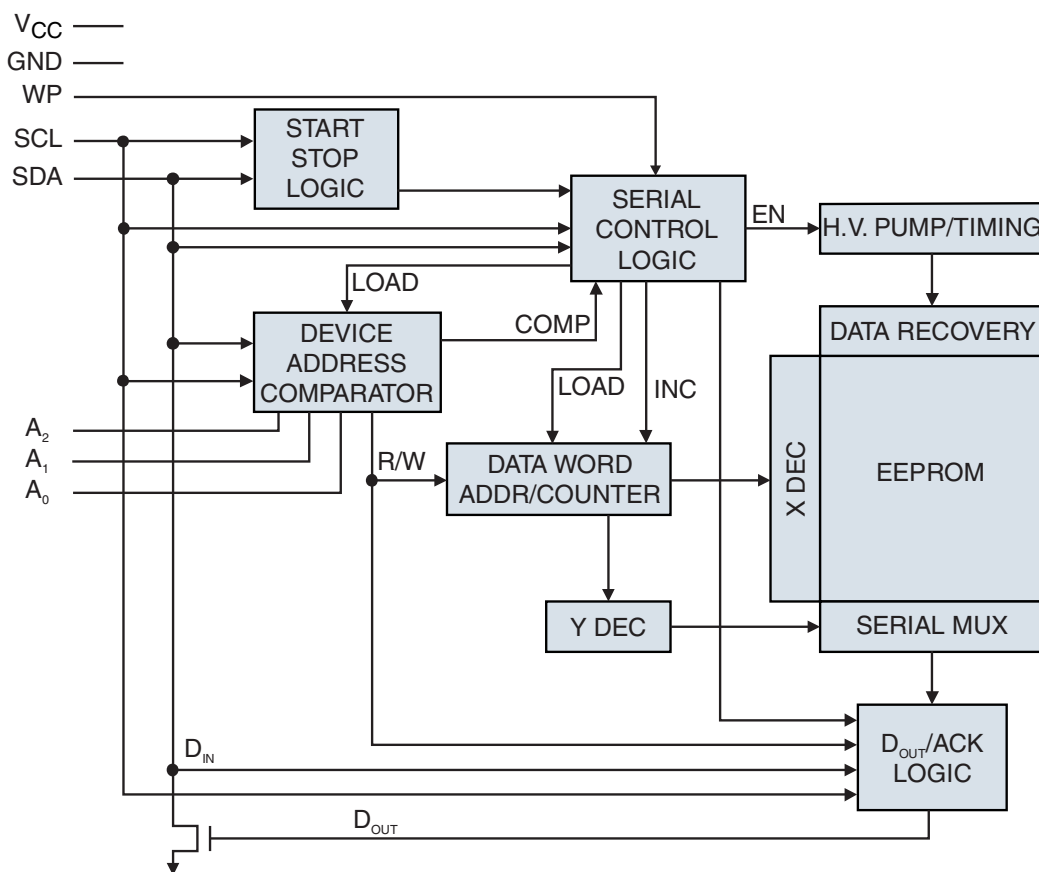 VCC
GND
WP
SCL
SDA
START
STOP
LOGIC
SERIAL
CONTROL
LOGIC
EN
H.V. PUMP/TIMING
LOAD
COMP
DEVICE
ADDRESS
COMPARATOR
LOAD
INC
DATA RECOVERY
A2
A1
A0
R/W
DATA WORD
ADDR/COUNTER
X DEC
EEPROM
Y DEC
SERIAL MUX
DIN
DOUT/ACK
LOGIC
DOUT